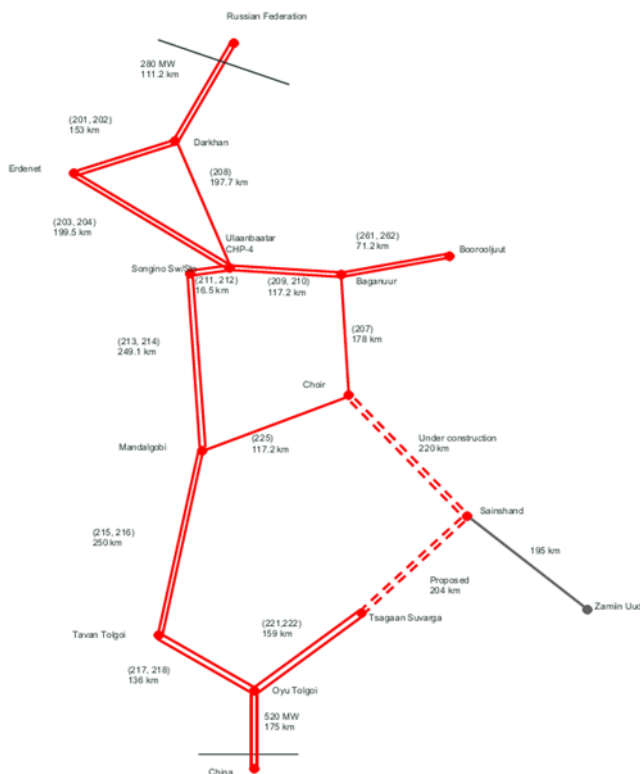 Russian Federation
280 MW
111.2 km
(201, 202)
153 km
Darkhan
Erdenet
(208)
197.7 km
(203, 204)
199.5 km
Ulaanbaatar
CHP-4
(261, 262)
71.2 km
Boorooljuut
Songino Sw/Stn
(211, 212)
16.5 km
(209, 210)
117.2 km
Baganuur
(213, 214)
249.1 km
(207)
178 km
Choir
(225)
117.2 km
Mandalgobi
Under construction
220 km
Sainshand
(215, 216)
250 km
195 km
Proposed
204 km
Zamiin Uud
Tsagaan Suvarga
(221,222)
159 km
Tavan Tolgoi
(217, 218)
136 km
Oyu Tolgoi
520 MW
175 km
China